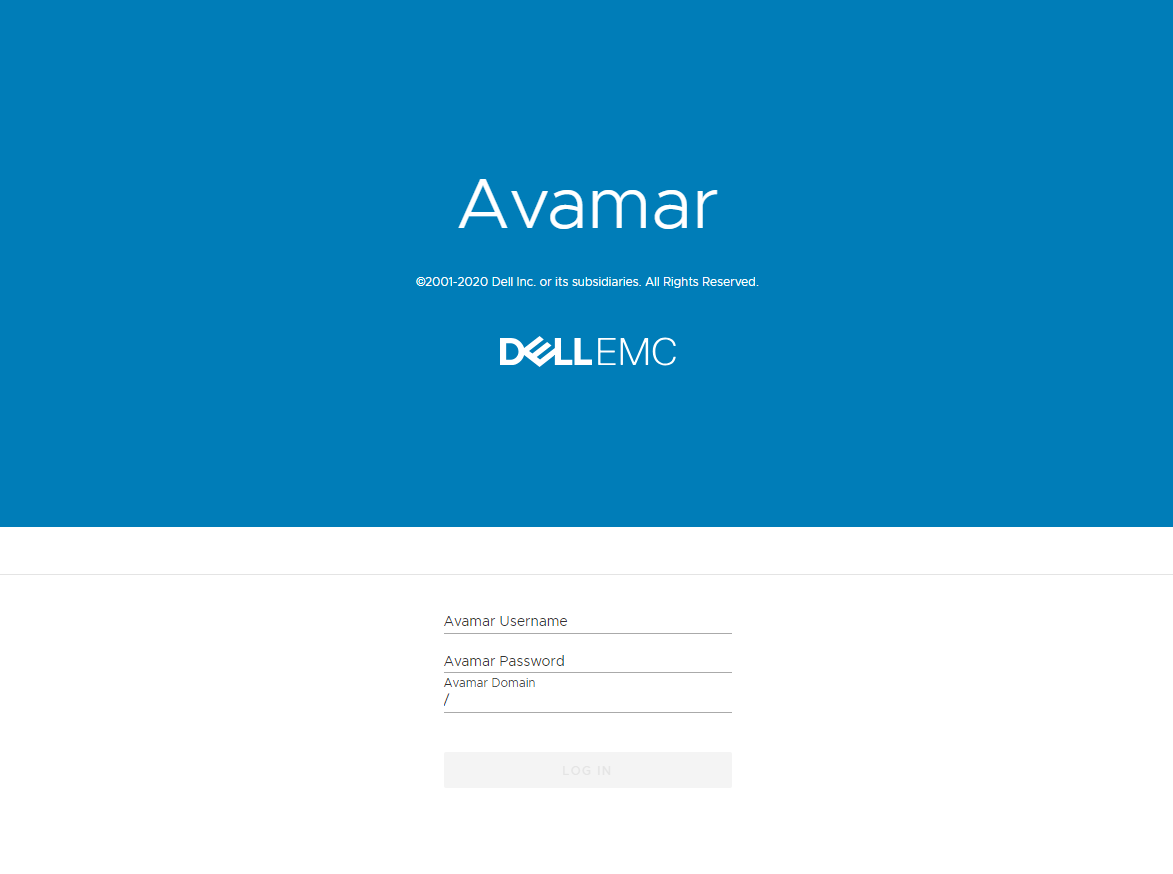 Avamar
©2001-2020 Dell Inc. or its subsidiaries. All Rights Reserved.
DELLEMC
Avamar Username
Avamar Password
Avamar Domain
/
LOG IN